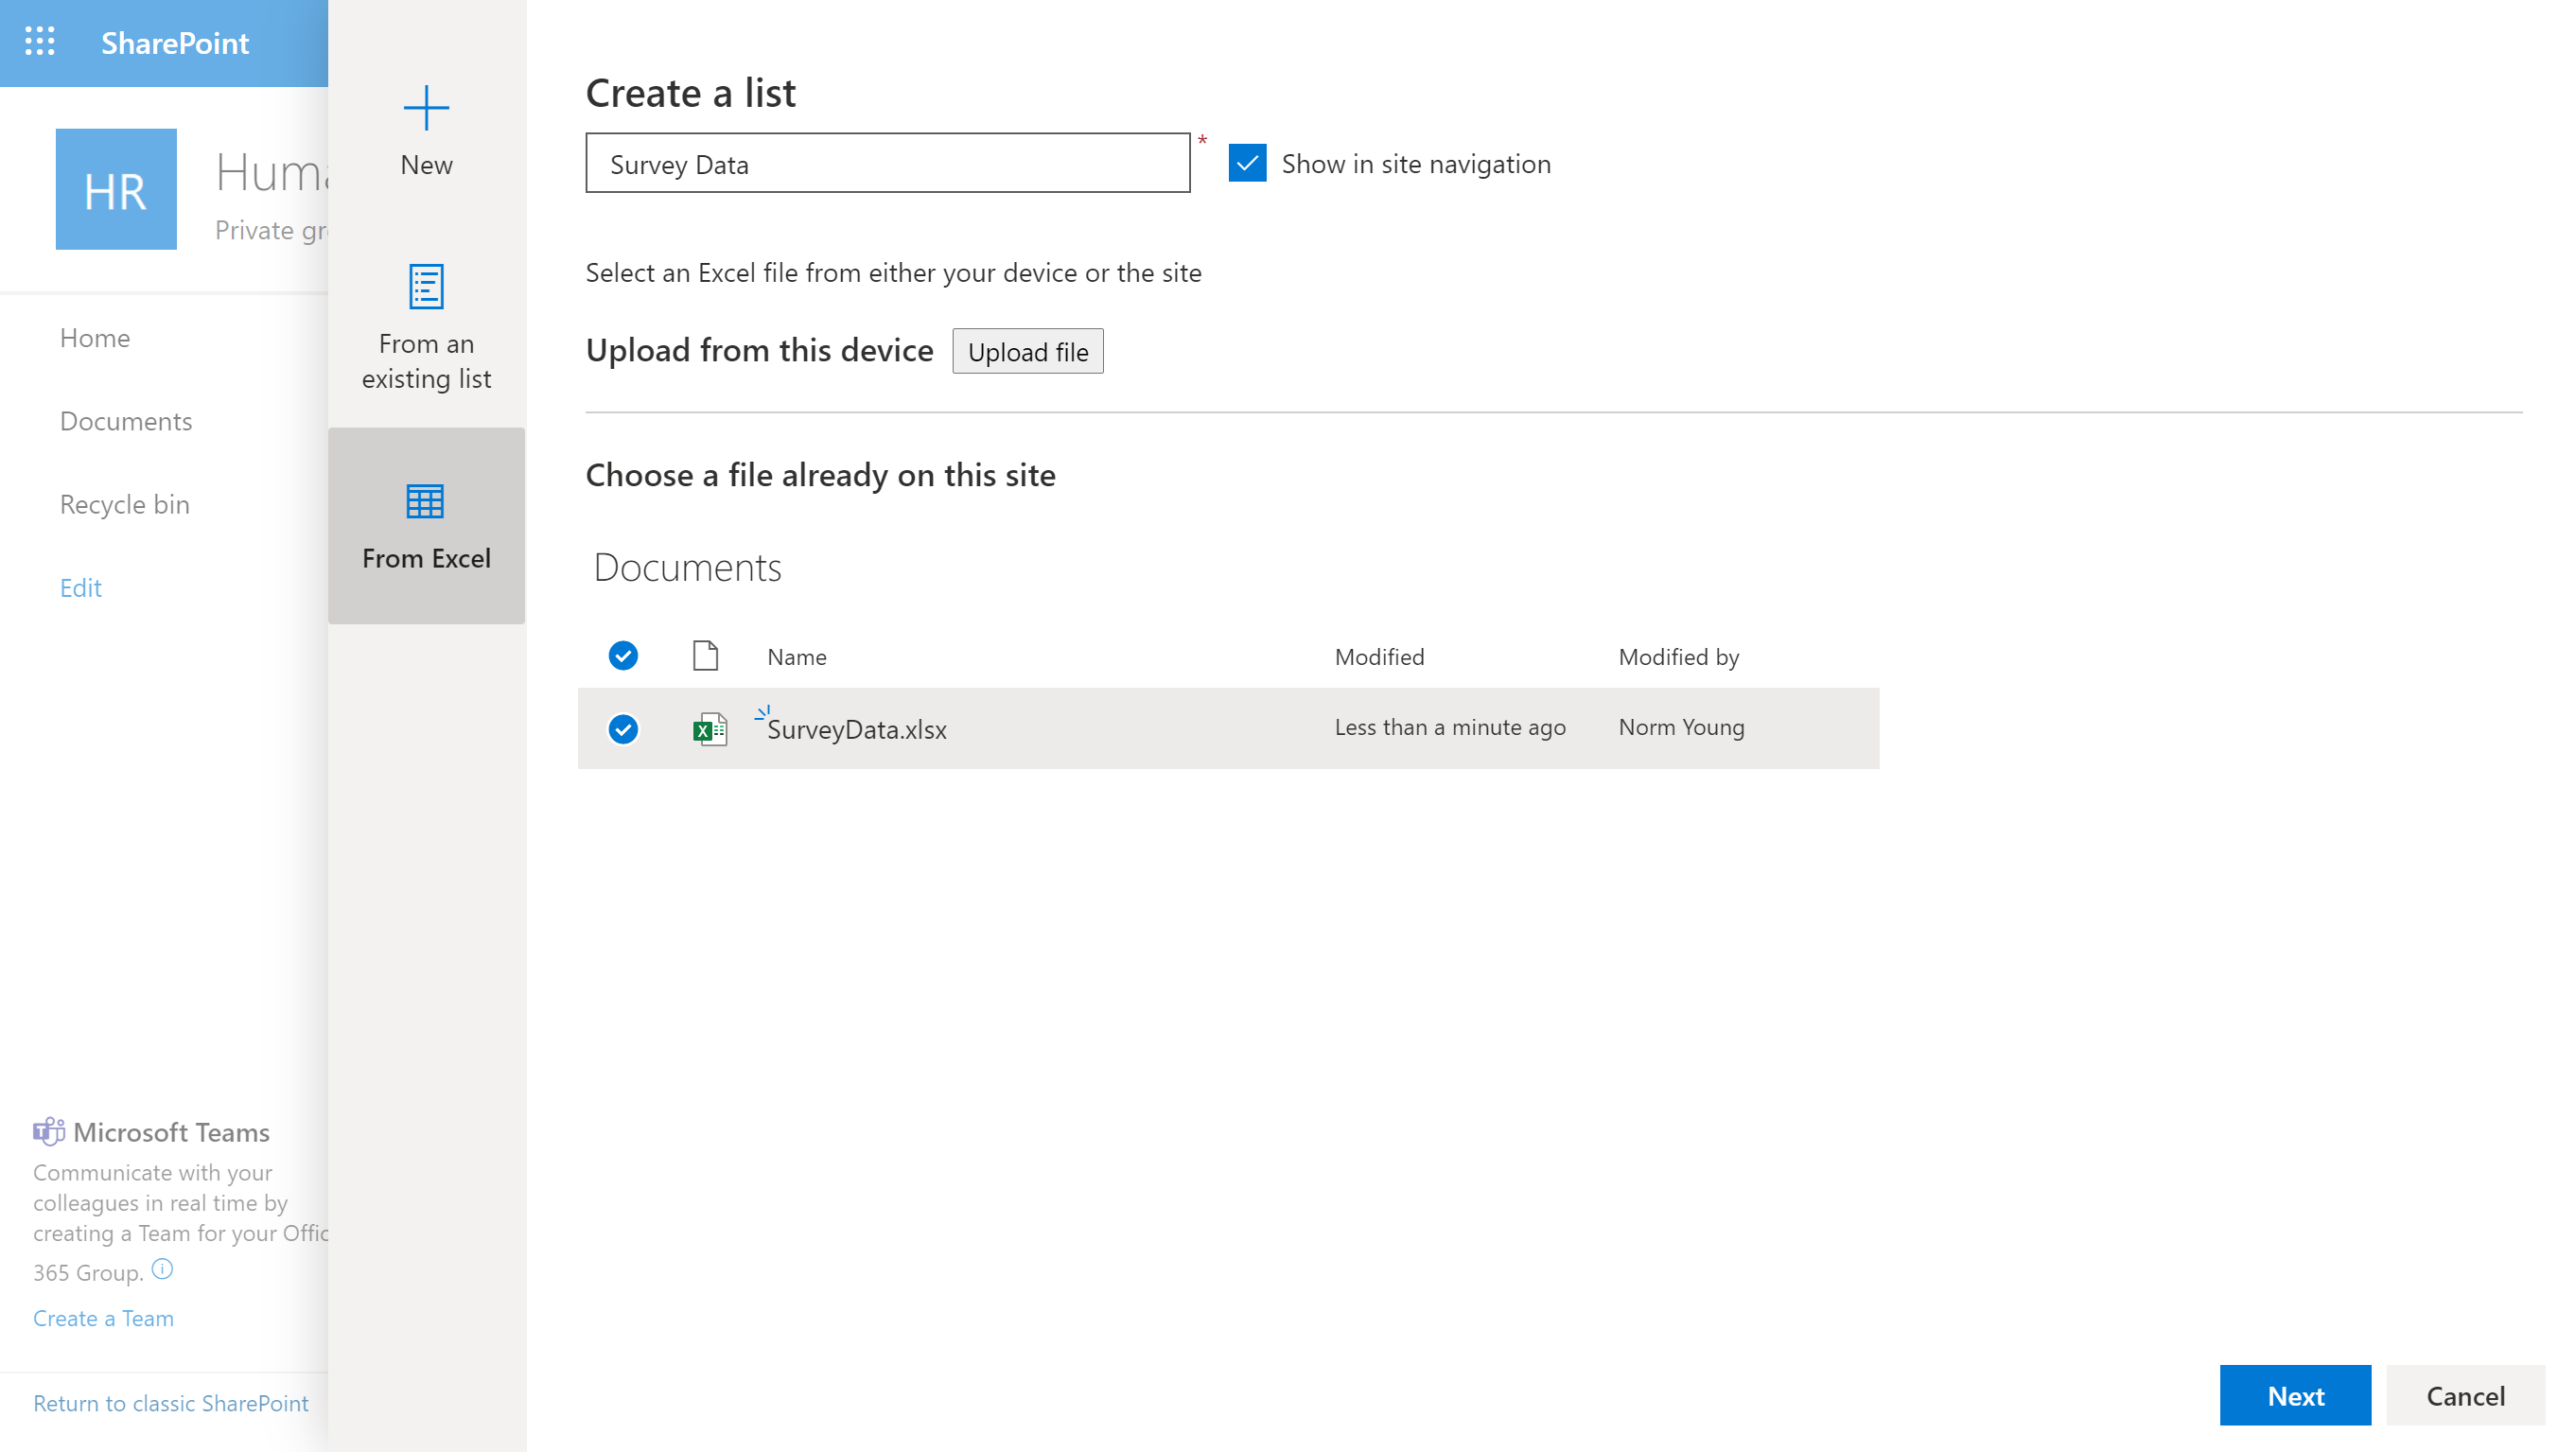 SharePoint
HR
Huma
Private gr
Home
Documents
Recycle bin
Edit
Microsoft Teams
Communicate with your
colleagues in real time by
creating a Team for your Offic
365 Group.
Create a Team
Return to classic SharePoint
New
From an
existing list
From Excel
Create a list
Survey Data *
Show in site navigation
Select an Excel file from either your device or the site
Upload from this device Upload file
Choose a file already on this site
Documents
Name Modified Modified by
SurveyData.xlsx Less than a minute ago Norm Young
Next Cancel